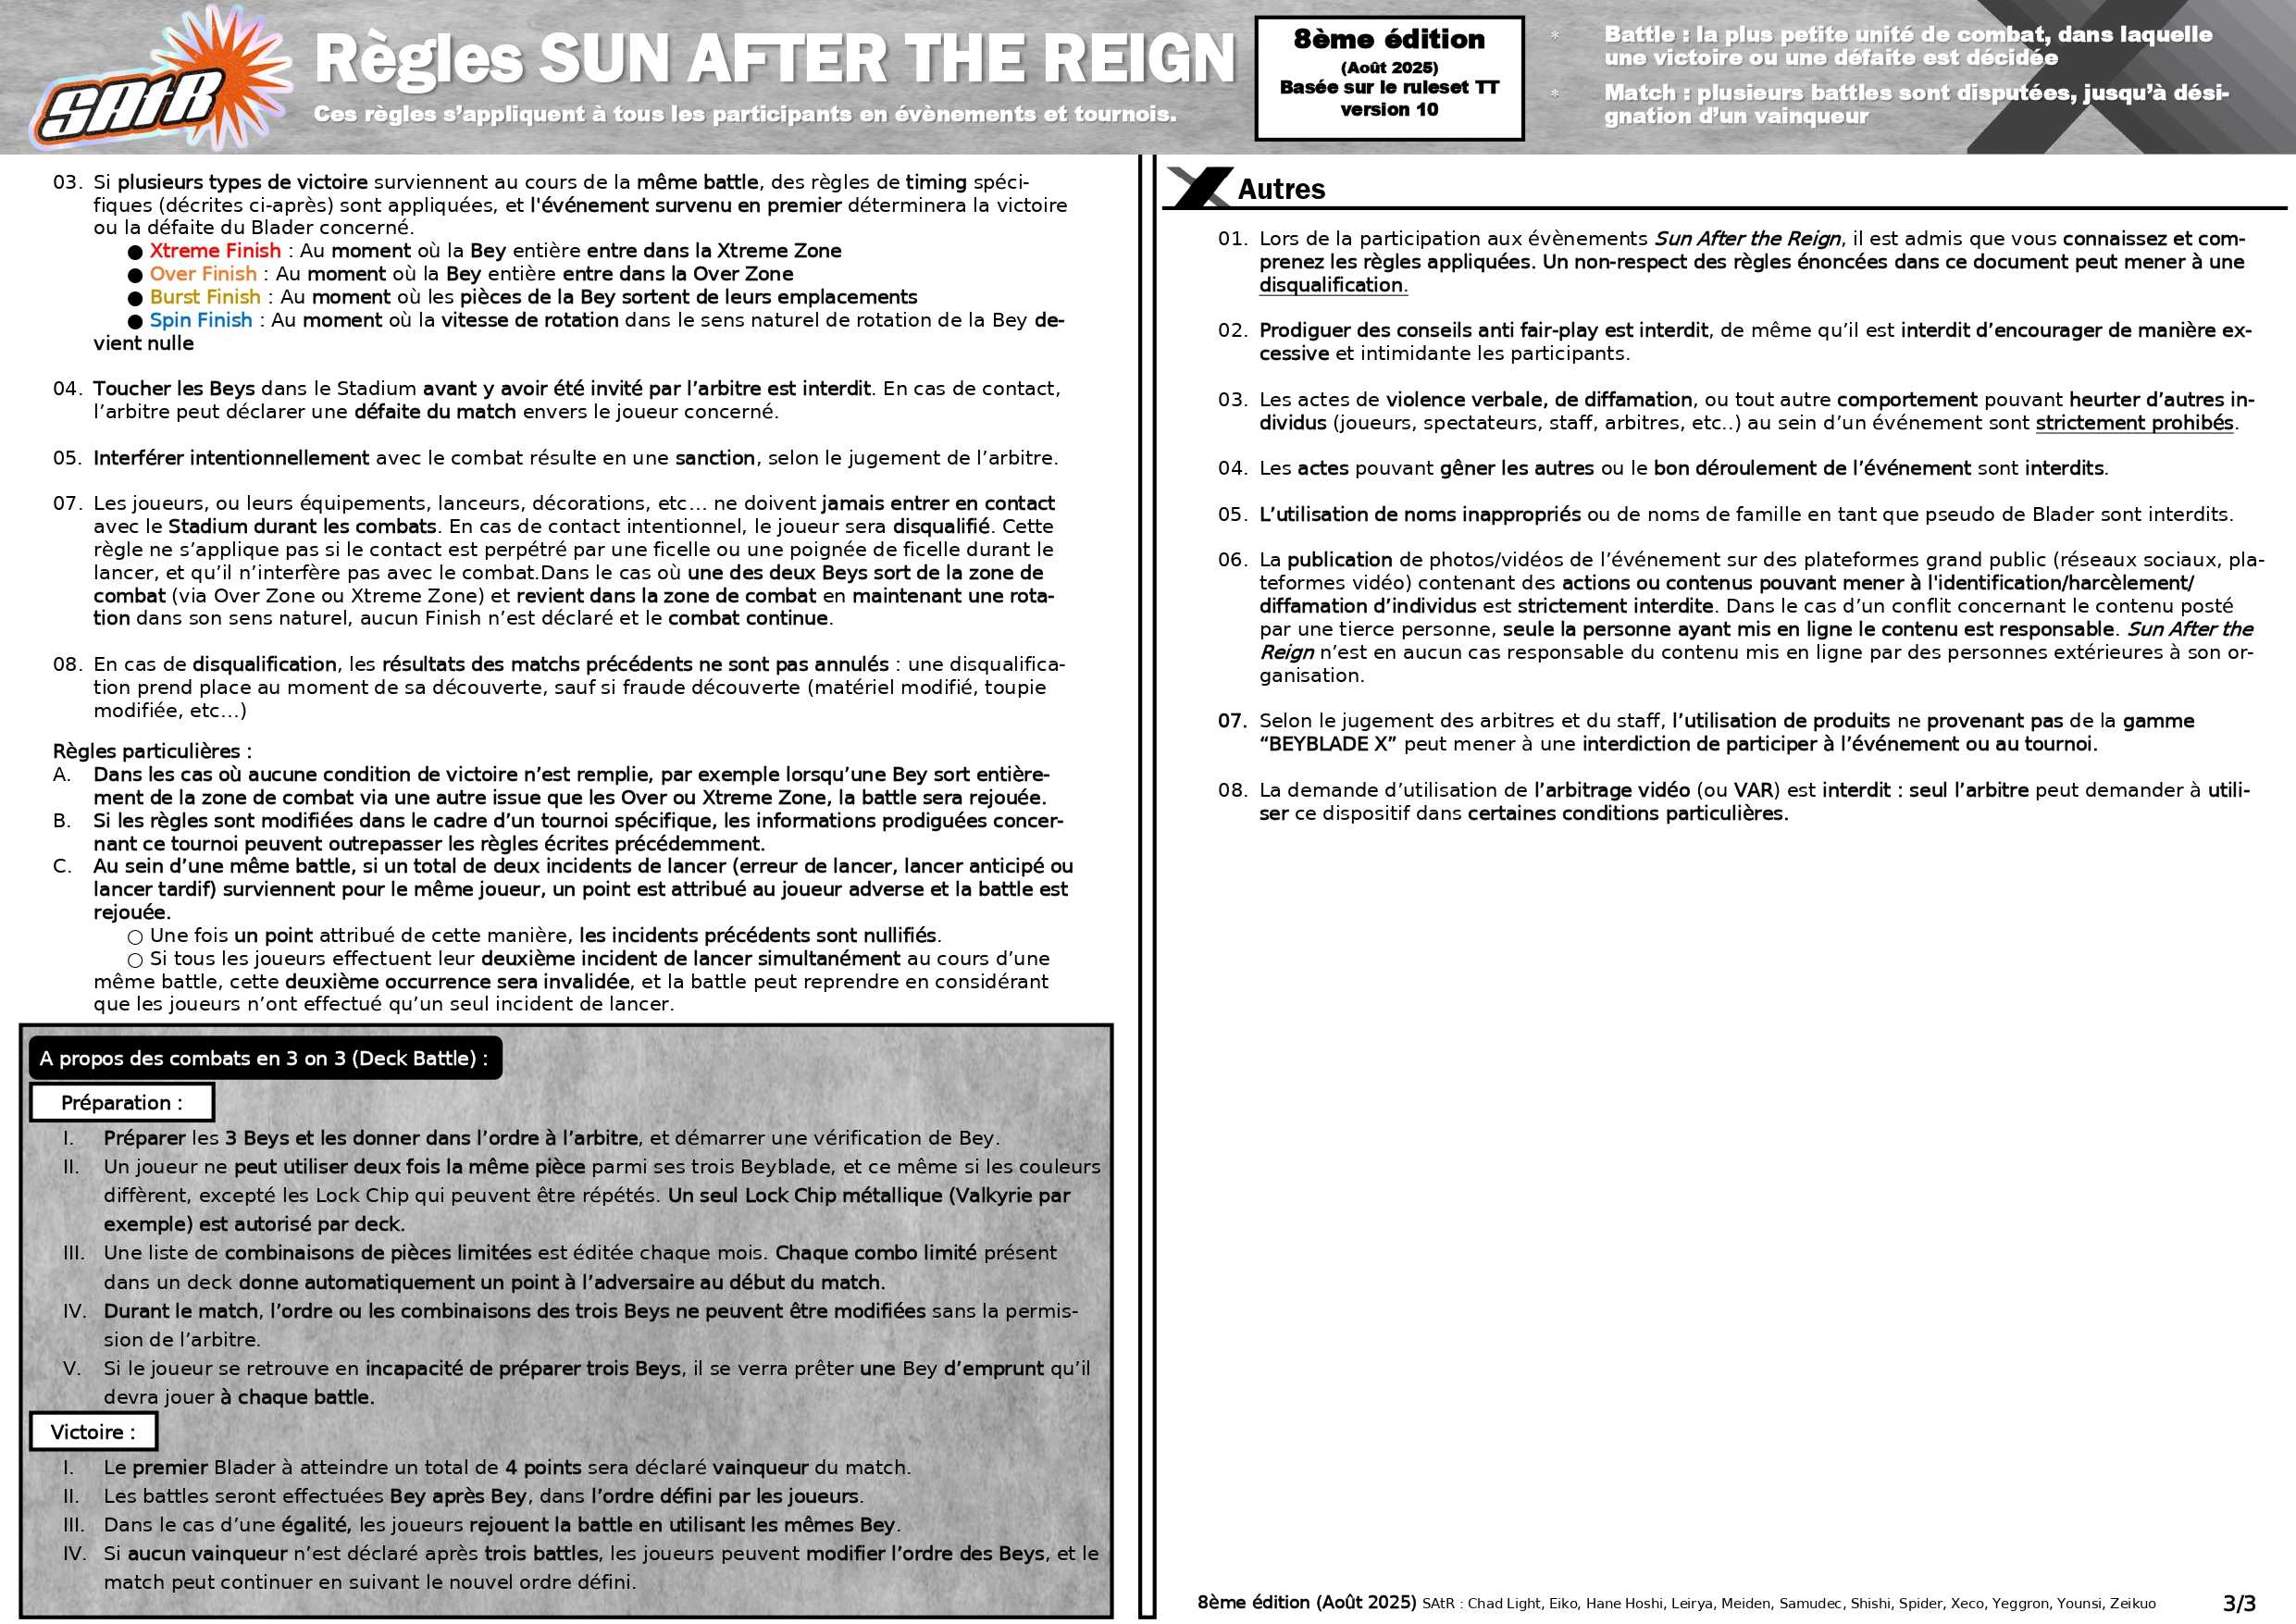 SAtR
Règles SUN AFTER THE REIGN
Ces règles s’appliquent à tous les participants en évènements et tournois.
8ème édition
(Août 2025)
Basée sur le ruleset TT
version 10
* Battle : la plus petite unité de combat, dans laquelle
une victoire ou une défaite est décidée
* Match : plusieurs battles sont disputées, jusqu’à dési-
gnation d’un vainqueur
03. Si plusieurs types de victoire surviennent au cours de la même battle, des règles de timing spéci-
fiques (décrites ci-après) sont appliquées, et l'événement survenu en premier déterminera la victoire
ou la défaite du Blader concerné.
● Xtreme Finish : Au moment où la Bey entière entre dans la Xtreme Zone
● Over Finish : Au moment où la Bey entière entre dans la Over Zone
● Burst Finish : Au moment où les pièces de la Bey sortent de leurs emplacements
● Spin Finish : Au moment où la vitesse de rotation dans le sens naturel de rotation de la Bey de-
vient nulle
04. Toucher les Beys dans le Stadium avant y avoir été invité par l’arbitre est interdit. En cas de contact,
l’arbitre peut déclarer une défaite du match envers le joueur concerné.
05. Interférer intentionnellement avec le combat résulte en une sanction, selon le jugement de l’arbitre.
07. Les joueurs, ou leurs équipements, lanceurs, décorations, etc… ne doivent jamais entrer en contact
avec le Stadium durant les combats. En cas de contact intentionnel, le joueur sera disqualifié. Cette
règle ne s’applique pas si le contact est perpétré par une ficelle ou une poignée de ficelle durant le
lancer, et qu’il n’interfère pas avec le combat.Dans le cas où une des deux Beys sort de la zone de
combat (via Over Zone ou Xtreme Zone) et revient dans la zone de combat en maintenant une rota-
tion dans son sens naturel, aucun Finish n’est déclaré et le combat continue.
08. En cas de disqualification, les résultats des matchs précédents ne sont pas annulés : une disqualifica-
tion prend place au moment de sa découverte, sauf si fraude découverte (matériel modifié, toupie
modifiée, etc…)
Règles particulières :
A. Dans les cas où aucune condition de victoire n’est remplie, par exemple lorsqu’une Bey sort entière-
ment de la zone de combat via une autre issue que les Over ou Xtreme Zone, la battle sera rejouée.
B. Si les règles sont modifiées dans le cadre d’un tournoi spécifique, les informations prodiguées concer-
nant ce tournoi peuvent outrepasser les règles écrites précédemment.
C. Au sein d’une même battle, si un total de deux incidents de lancer (erreur de lancer, lancer anticipé ou
lancer tardif) surviennent pour le même joueur, un point est attribué au joueur adverse et la battle est
rejouée.
○ Une fois un point attribué de cette manière, les incidents précédents sont nullifiés.
○ Si tous les joueurs effectuent leur deuxième incident de lancer simultanément au cours d’une
même battle, cette deuxième occurrence sera invalidée, et la battle peut reprendre en considérant
que les joueurs n’ont effectué qu’un seul incident de lancer.
A propos des combats en 3 on 3 (Deck Battle) :
Préparation :
I. Préparer les 3 Beys et les donner dans l’ordre à l’arbitre, et démarrer une vérification de Bey.
II. Un joueur ne peut utiliser deux fois la même pièce parmi ses trois Beyblade, et ce même si les couleurs
diffèrent, excepté les Lock Chip qui peuvent être répétés. Un seul Lock Chip métallique (Valkyrie par
exemple) est autorisé par deck.
III. Une liste de combinaisons de pièces limitées est éditée chaque mois. Chaque combo limité présent
dans un deck donne automatiquement un point à l’adversaire au début du match.
IV. Durant le match, l’ordre ou les combinaisons des trois Beys ne peuvent être modifiées sans la permis-
sion de l’arbitre.
V. Si le joueur se retrouve en incapacité de préparer trois Beys, il se verra prêter une Bey d’emprunt qu’il
devra jouer à chaque battle.
Victoire :
I. Le premier Blader à atteindre un total de 4 points sera déclaré vainqueur du match.
II. Les battles seront effectuées Bey après Bey, dans l’ordre défini par les joueurs.
III. Dans le cas d’une égalité, les joueurs rejouent la battle en utilisant les mêmes Bey.
IV. Si aucun vainqueur n’est déclaré après trois battles, les joueurs peuvent modifier l’ordre des Beys, et le
match peut continuer en suivant le nouvel ordre défini.
Autres
01. Lors de la participation aux évènements Sun After the Reign, il est admis que vous connaissez et com-
prenez les règles appliquées. Un non-respect des règles énoncées dans ce document peut mener à une
disqualification.
02. Prodiguer des conseils anti fair-play est interdit, de même qu’il est interdit d’encourager de manière ex-
cessive et intimidante les participants.
03. Les actes de violence verbale, de diffamation, ou tout autre comportement pouvant heurter d’autres in-
dividus (joueurs, spectateurs, staff, arbitres, etc..) au sein d’un événement sont strictement prohibés.
04. Les actes pouvant gêner les autres ou le bon déroulement de l’événement sont interdits.
05. L’utilisation de noms inappropriés ou de noms de famille en tant que pseudo de Blader sont interdits.
06. La publication de photos/vidéos de l’événement sur des plateformes grand public (réseaux sociaux, pla-
teformes vidéo) contenant des actions ou contenus pouvant mener à l'identification/harcèlement/
diffamation d’individus est strictement interdite. Dans le cas d’un conflit concernant le contenu posté
par une tierce personne, seule la personne ayant mis en ligne le contenu est responsable. Sun After the
Reign n’est en aucun cas responsable du contenu mis en ligne par des personnes extérieures à son or-
ganisation.
07. Selon le jugement des arbitres et du staff, l’utilisation de produits ne provenant pas de la gamme
“BEYBLADE X” peut mener à une interdiction de participer à l’événement ou au tournoi.
08. La demande d’utilisation de l’arbitrage vidéo (ou VAR) est interdit : seul l’arbitre peut demander à utili-
ser ce dispositif dans certaines conditions particulières.
8ème édition (Août 2025) SAtR : Chad Light, Eiko, Hane Hoshi, Leirya, Meiden, Samudec, Shishi, Spider, Xeco, Yeggron, Younsi, Zeikuo
3/3